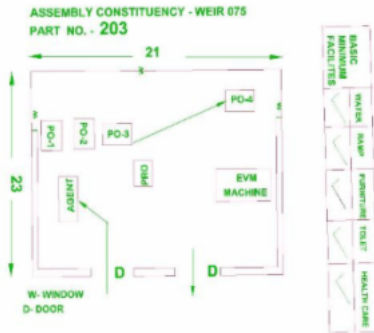 ASSEMBLY CONSTITUENCY - WEIR 075
PART NO. - 203
21
W
23
W
W
PO-1
PO-2
PO-3
PO-4
PRO
AGENT
EVM
MACHINE
D
D
W- WINDOW
D- DOOR
BASIC
MINIMUM
FACILITES
WATER
RAMP
FURNITURE
TOILET
HEALTH CARE